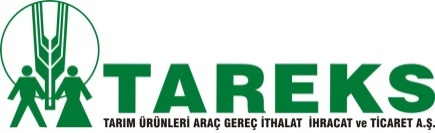 TAREKS
TARIM ÜRÜNLERİ ARAÇ GEREÇ İTHALAT İHRACAT ve TİCARET A.Ş.